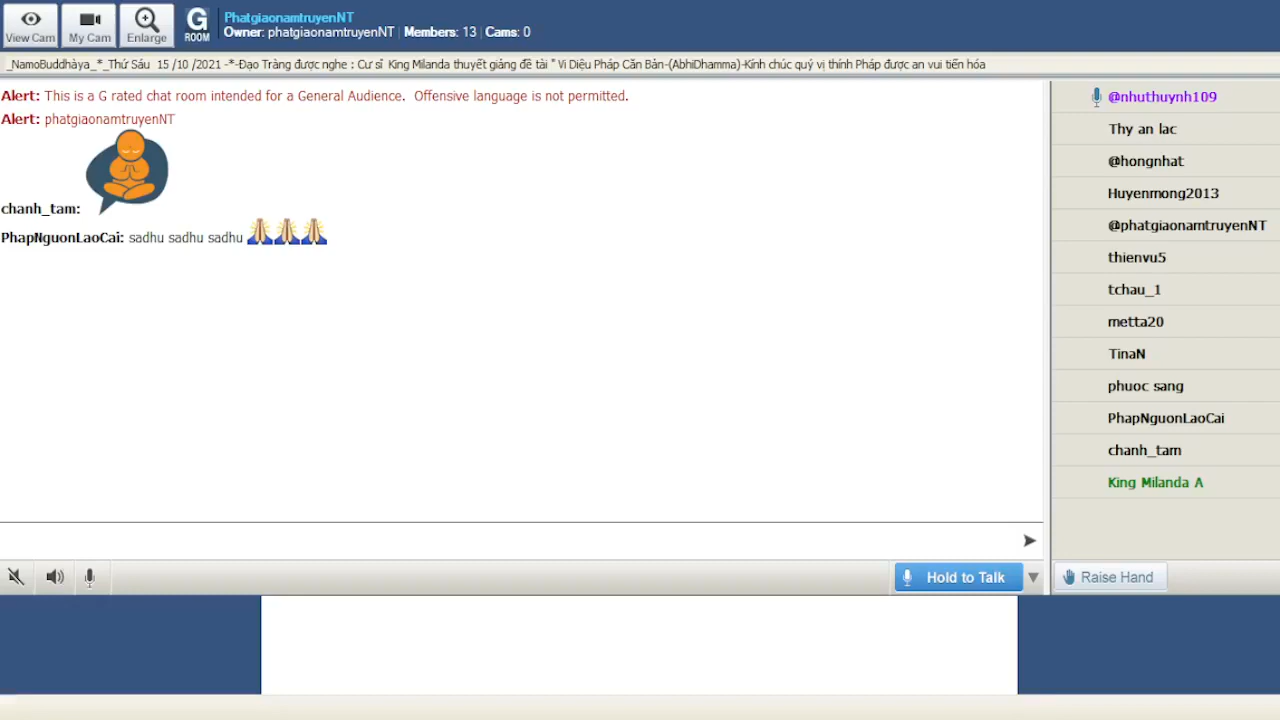 View Cam
My Cam
Enlarge
G
ROOM
PhatgiaonamtruyenNT
Owner: phatgiaonamtruyenNT | Members: 13 | Cams: 0
_NamoBuddhàya_*_Thứ Sáu 15 /10 /2021 -*-Đạo Tràng được nghe : Cư sĩ King Milanda thuyết giảng đề tài " Vi Diệu Pháp Căn Bản-(AbhiDhamma)-Kính chúc quý vị thính Pháp được an vui tiến hóa
Alert: This is a G rated chat room intended for a General Audience. Offensive language is not permitted.
Alert: phatgiaonamtruyenNT
chanh_tam:
PhapNguonLaoCai: sadhu sadhu sadhu
@nhuthuynh109
Thy an lac
@hongnhat
Huyenmong2013
@phatgiaonamtruyenNT
thienvu5
tchau_1
metta20
TinaN
phuoc sang
PhapNguonLaoCai
chanh_tam
King Milanda A
Hold to Talk
Raise Hand